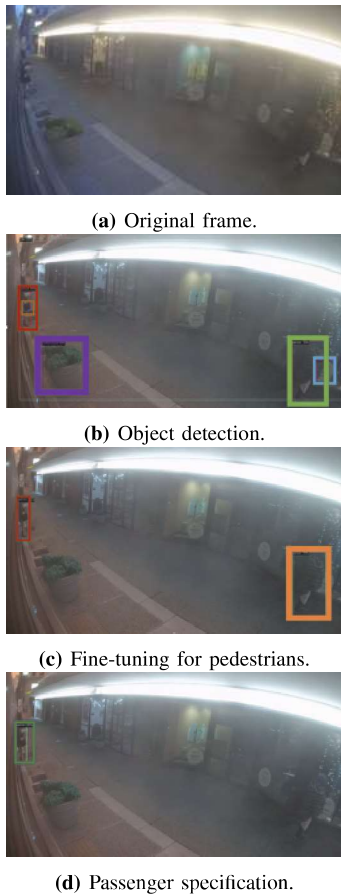 (a) Original frame.
(b) Object detection.
(c) Fine-tuning for pedestrians.
(d) Passenger specification.